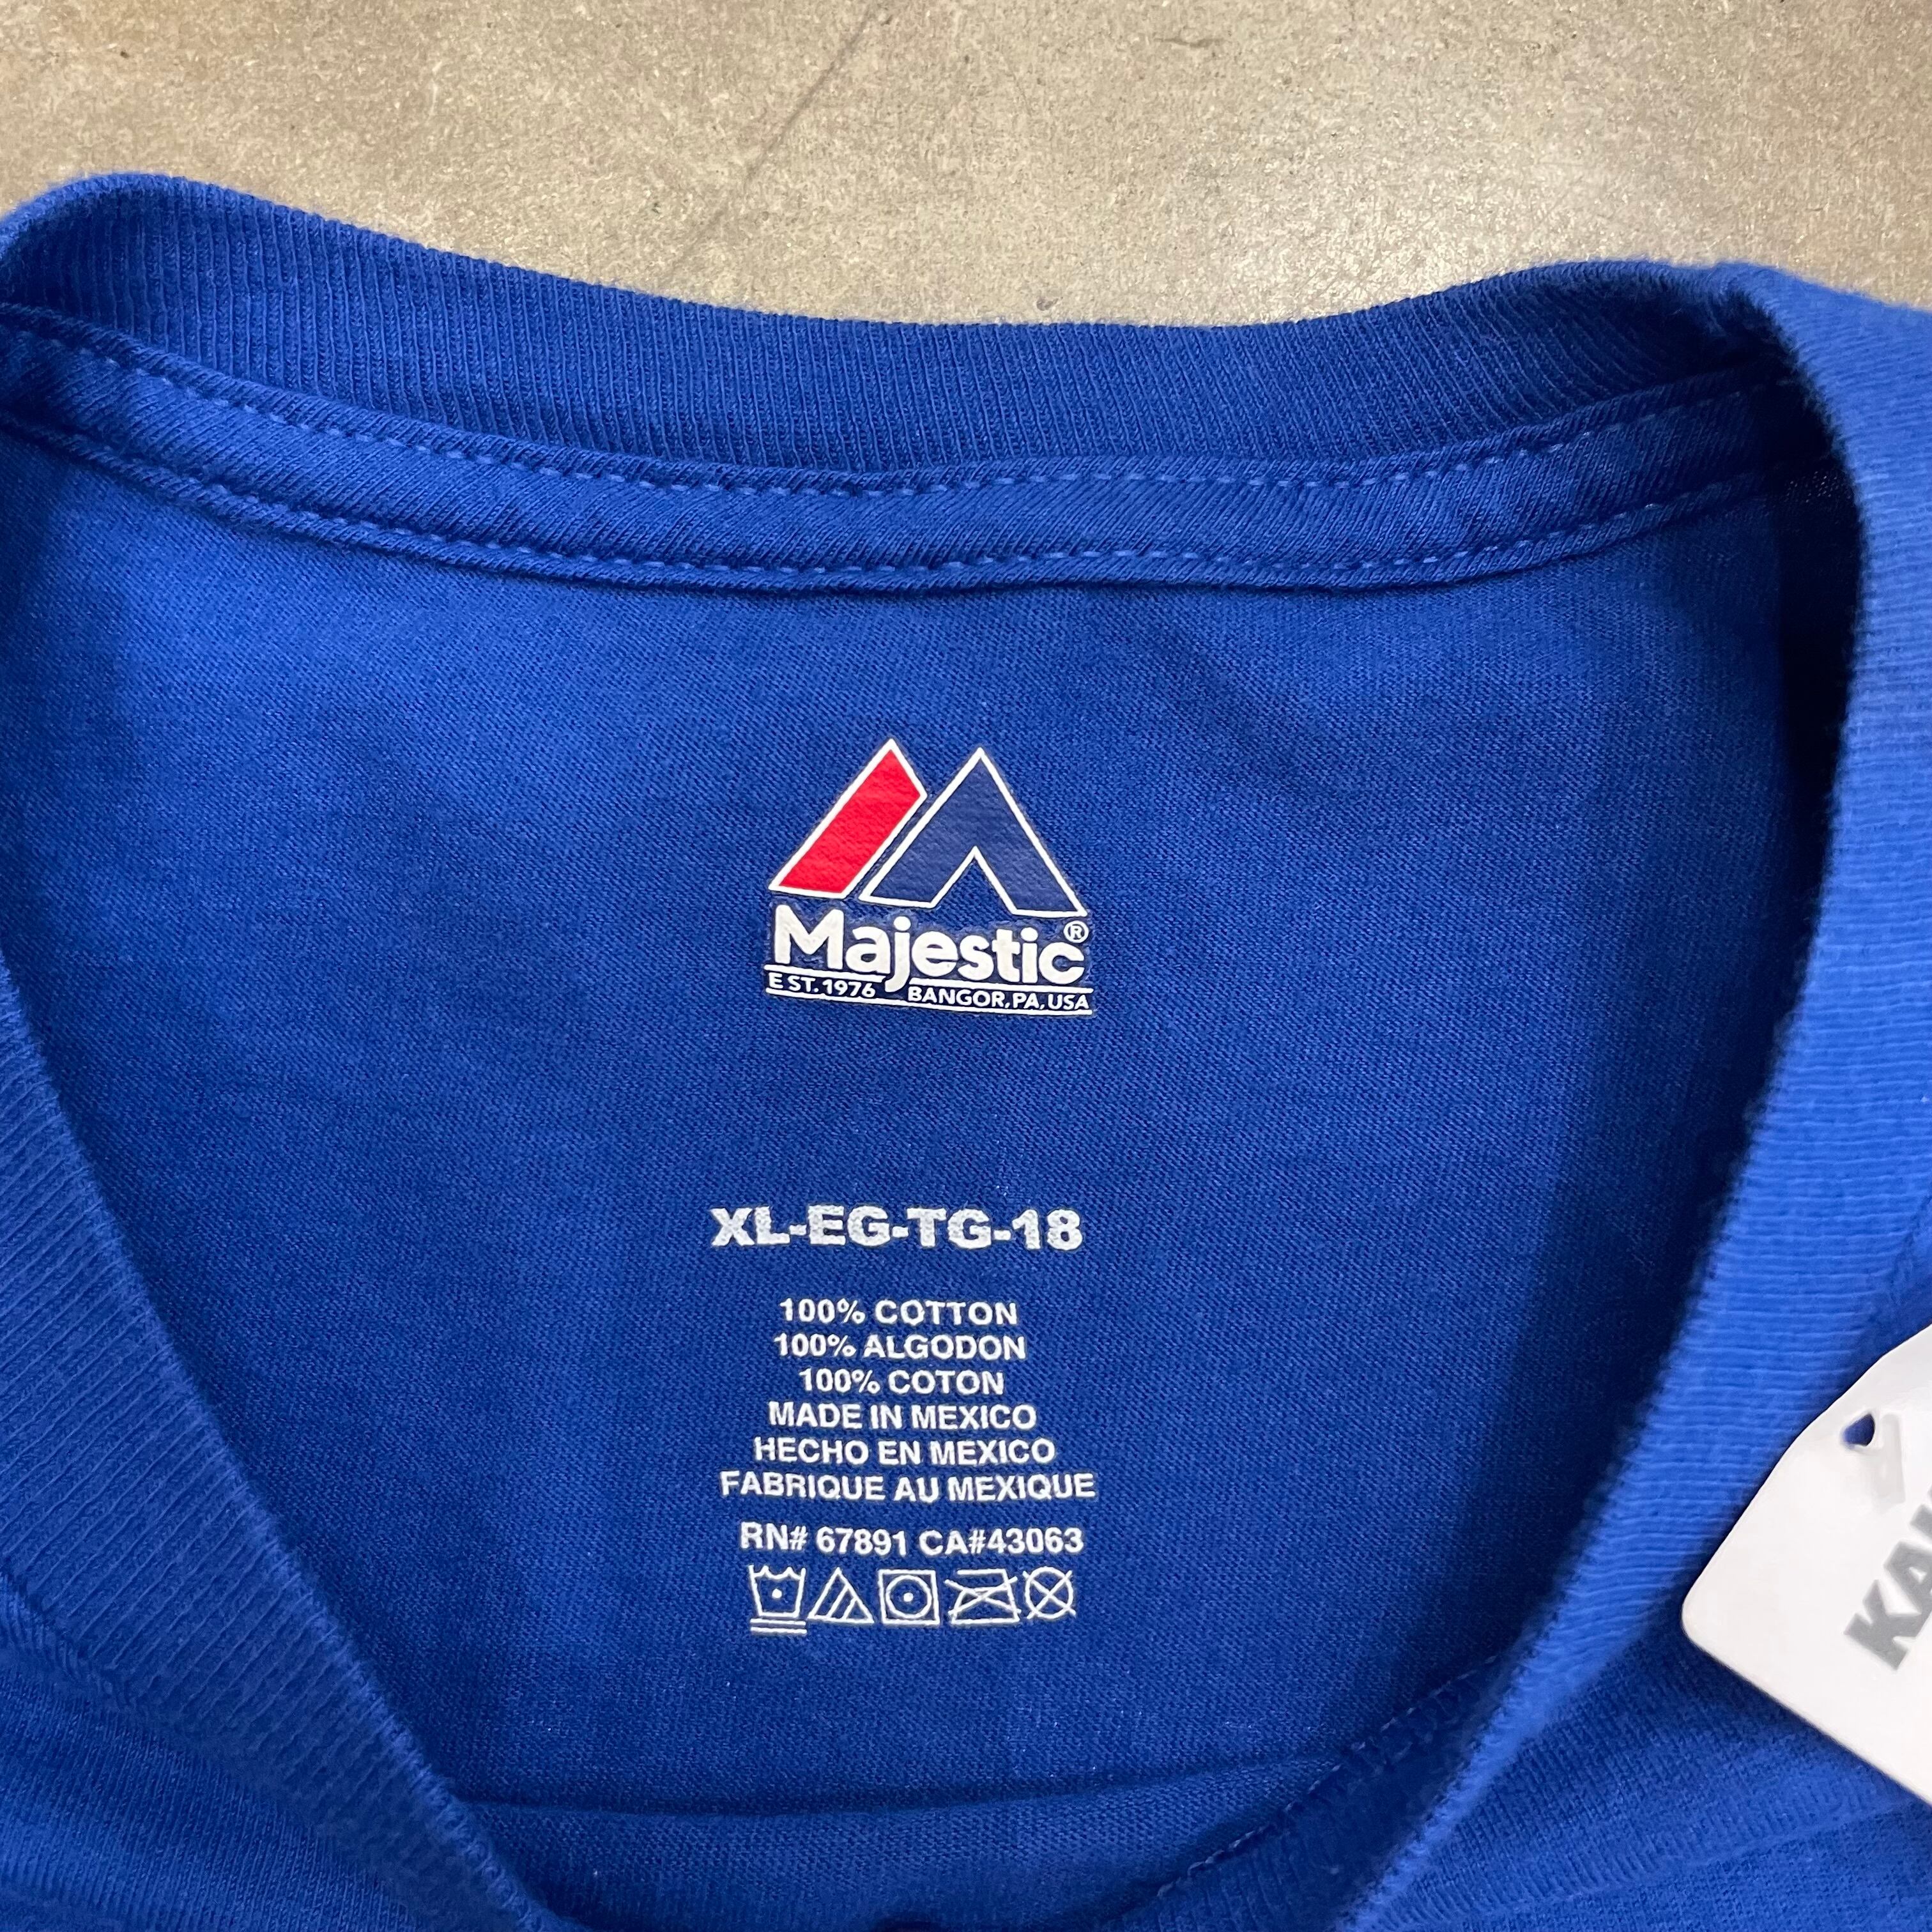 Majestic®
EST. 1976 BANGOR, PA, USA
XL-EG-TG-18
100% COTTON
100% ALGODON
100% COTON
MADE IN MEXICO
HECHO EN MEXICO
FABRIQUE AU MEXIQUE
RN# 67891 CA#43063